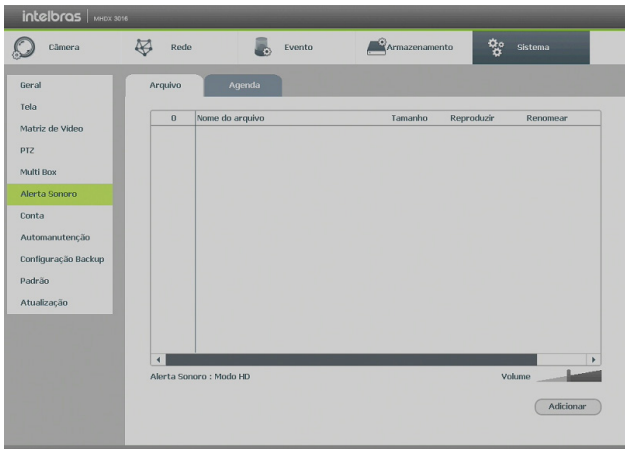 intelbras MHDX 3016
Câmera Rede Evento Armazenamento Sistema
Geral
Tela
Matriz de Vídeo
PTZ
Multi Box
Alerta Sonoro
Conta
Automanutenção
Configuração Backup
Padrão
Atualização
Arquivo Agenda
0 Nome do arquivo Tamanho Reproduzir Renomear
Alerta Sonoro : Modo HD Volume
Adicionar